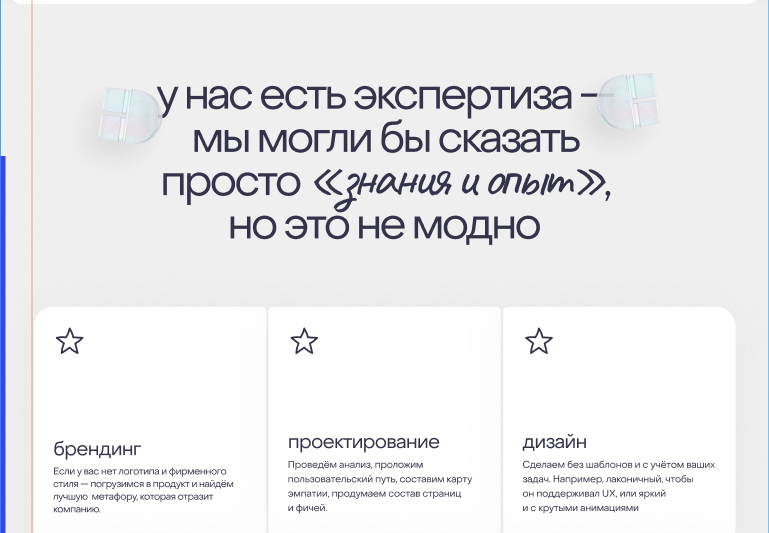 у нас есть экспертиза —
мы могли бы сказать
просто «знания и опыт»,
но это не модно
брендинг
Если у вас нет логотипа и фирменного
стиля — погрузимся в продукт и найдём
лучшую метафору, которая отразит
компанию.
проектирование
Проведём анализ, проложим
пользовательский путь, составим карту
эмпатии, продумаем состав страниц
и фичей.
дизайн
Сделаем без шаблонов и с учётом ваших
задач. Например, лаконичный, чтобы
он поддерживал UX, или яркий
и с крутыми анимациями